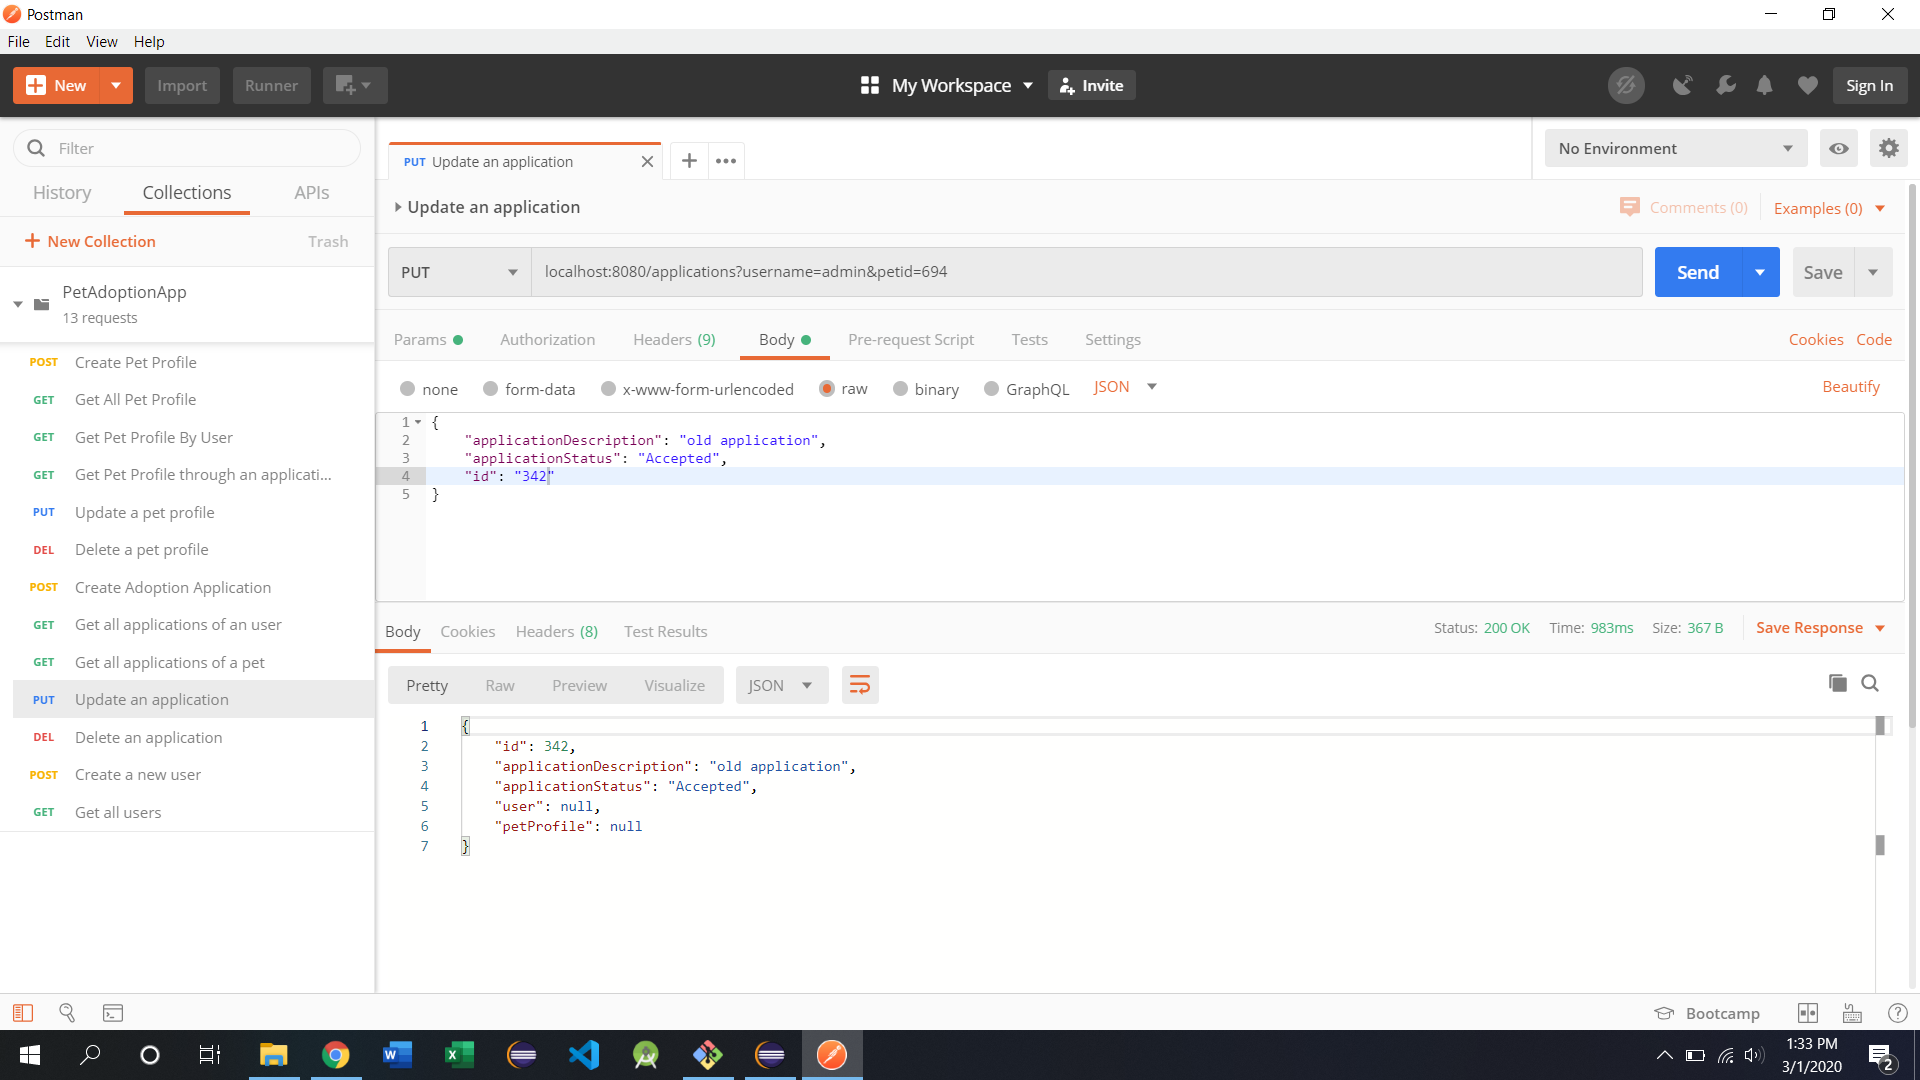 Postman
File Edit View Help
New Import Runner My Workspace Invite Sign In
Filter
History Collections APIs
New Collection Trash
PetAdoptionApp
13 requests
POST Create Pet Profile
GET Get All Pet Profile
GET Get Pet Profile By User
GET Get Pet Profile through an applicati...
PUT Update a pet profile
DEL Delete a pet profile
POST Create Adoption Application
GET Get all applications of an user
GET Get all applications of a pet
PUT Update an application
DEL Delete an application
POST Create a new user
GET Get all users
PUT Update an application
No Environment
Update an application
Comments (0) Examples (0)
PUT localhost:8080/applications?username=admin&petid=694 Send Save
Params Authorization Headers (9) Body Pre-request Script Tests Settings Cookies Code
none form-data x-www-form-urlencoded raw binary GraphQL JSON Beautify
1 {
2 "applicationDescription": "old application",
3 "applicationStatus": "Accepted",
4 "id": "342"
5 }
Body Cookies Headers (8) Test Results Status: 200 OK Time: 983ms Size: 367 B Save Response
Pretty Raw Preview Visualize JSON
1 {
2 "id": 342,
3 "applicationDescription": "old application",
4 "applicationStatus": "Accepted",
5 "user": null,
6 "petProfile": null
7 }
Bootcamp
1:33 PM
3/1/2020
2